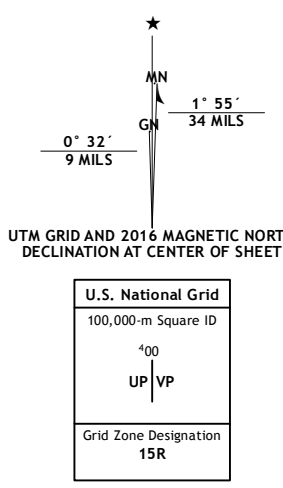 ★
MN
1° 55´
34 MILS
GN
0° 32´
9 MILS
UTM GRID AND 2016 MAGNETIC NORT
DECLINATION AT CENTER OF SHEET
U.S. National Grid
100,000-m Square ID
⁴00
UP VP
Grid Zone Designation
15R